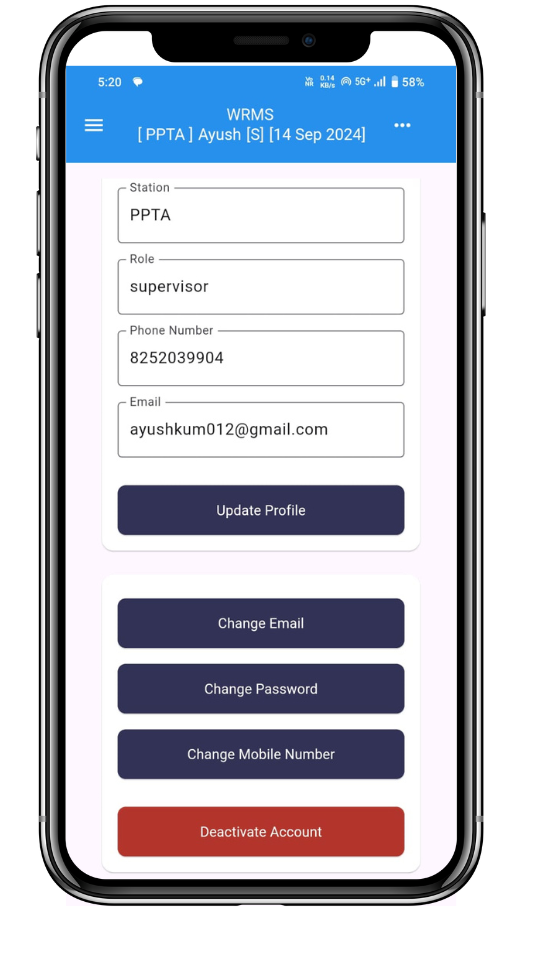 5:20
Vo
NR
0.14
KB/s
5G+
58%
WRMS
[ PPTA ] Ayush [S] [14 Sep 2024]
Station
PPTA
Role
supervisor
Phone Number
8252039904
Email
ayushkum012@gmail.com
Update Profile
Change Email
Change Password
Change Mobile Number
Deactivate Account